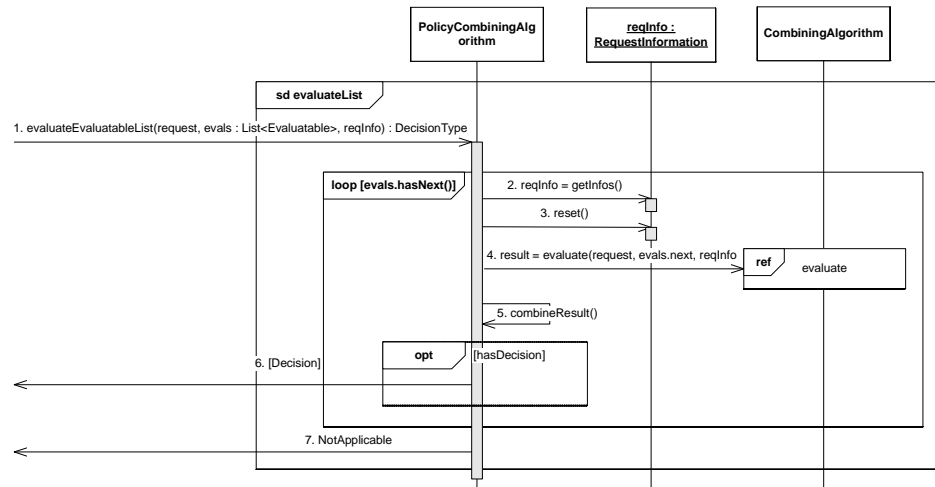 PolicyCombiningAlg
orithm
reqInfo :
RequestInformation
CombiningAlgorithm
sd evaluateList
1. evaluateEvaluatableList(request, evals : List<Evaluatable>, reqInfo) : DecisionType
loop [evals.hasNext()]
2. reqInfo = getInfos()
3. reset()
4. result = evaluate(request, evals.next, reqInfo
ref
evaluate
5. combineResult()
opt
[hasDecision]
6. [Decision]
7. NotApplicable